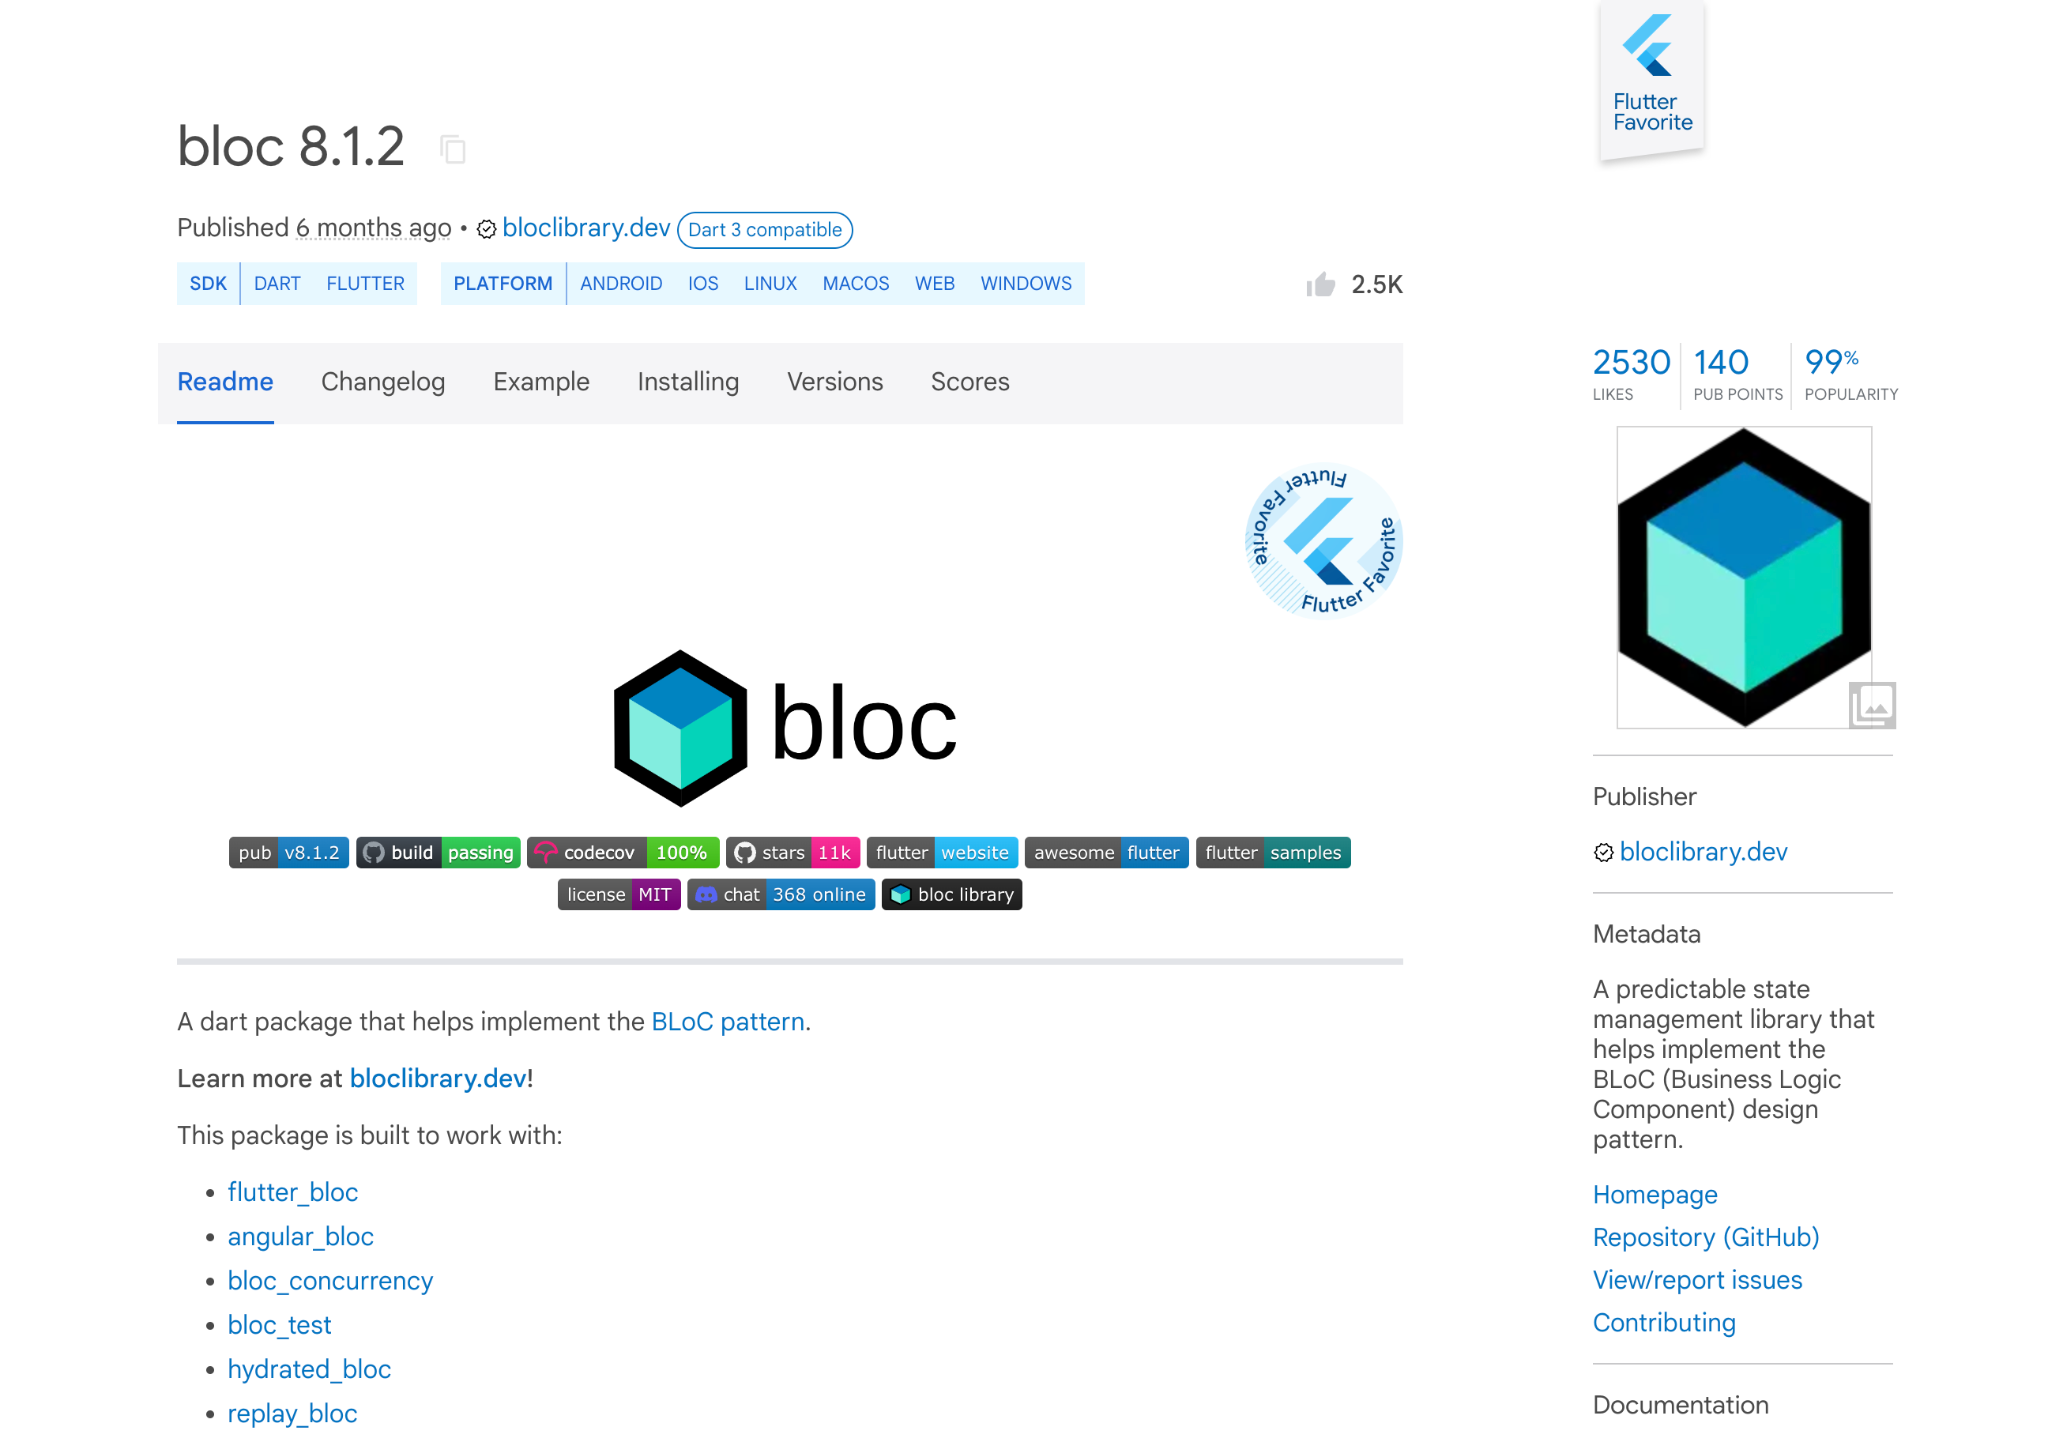 Flutter
Favorite
bloc 8.1.2
Published 6 months ago • bloclibrary.dev Dart 3 compatible
SDK DART FLUTTER PLATFORM ANDROID IOS LINUX MACOS WEB WINDOWS 2.5K
Readme Changelog Example Installing Versions Scores
Flutter Favorite
Flutter Favorite
bloc
pub v8.1.2 build passing codecov 100% stars 11k flutter website awesome flutter flutter samples
license MIT chat 368 online bloc library
A dart package that helps implement the BLoC pattern.
Learn more at bloclibrary.dev!
This package is built to work with:
• flutter_bloc
• angular_bloc
• bloc_concurrency
• bloc_test
• hydrated_bloc
• replay_bloc
2530 140 99%
LIKES PUB POINTS POPULARITY
Publisher
bloclibrary.dev
Metadata
A predictable state
management library that
helps implement the
BLoC (Business Logic
Component) design
pattern.
Homepage
Repository (GitHub)
View/report issues
Contributing
Documentation